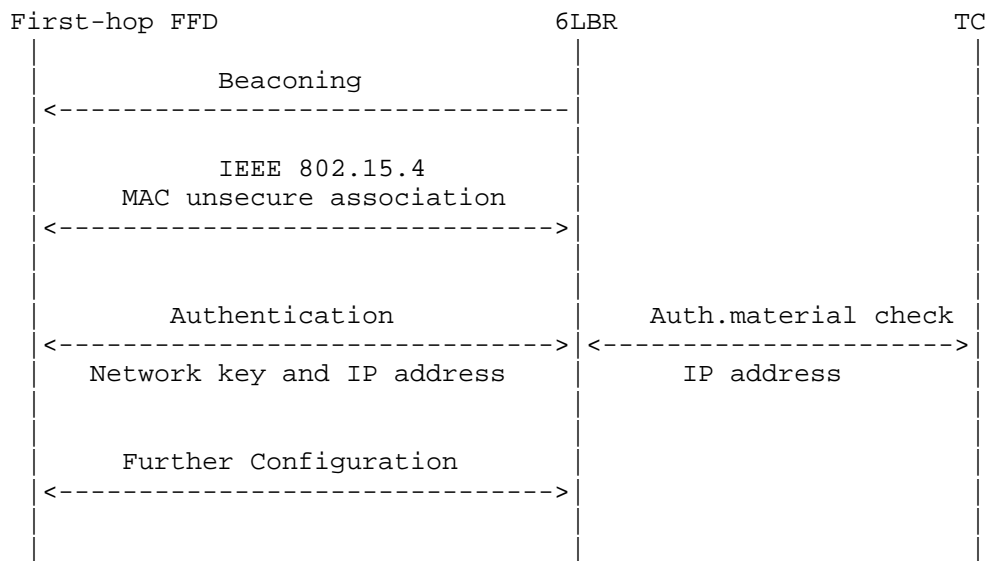 First-hop FFD 6LBR TC
Beaconing
IEEE 802.15.4
MAC unsecure association
Authentication Auth.material check
Network key and IP address IP address
Further Configuration